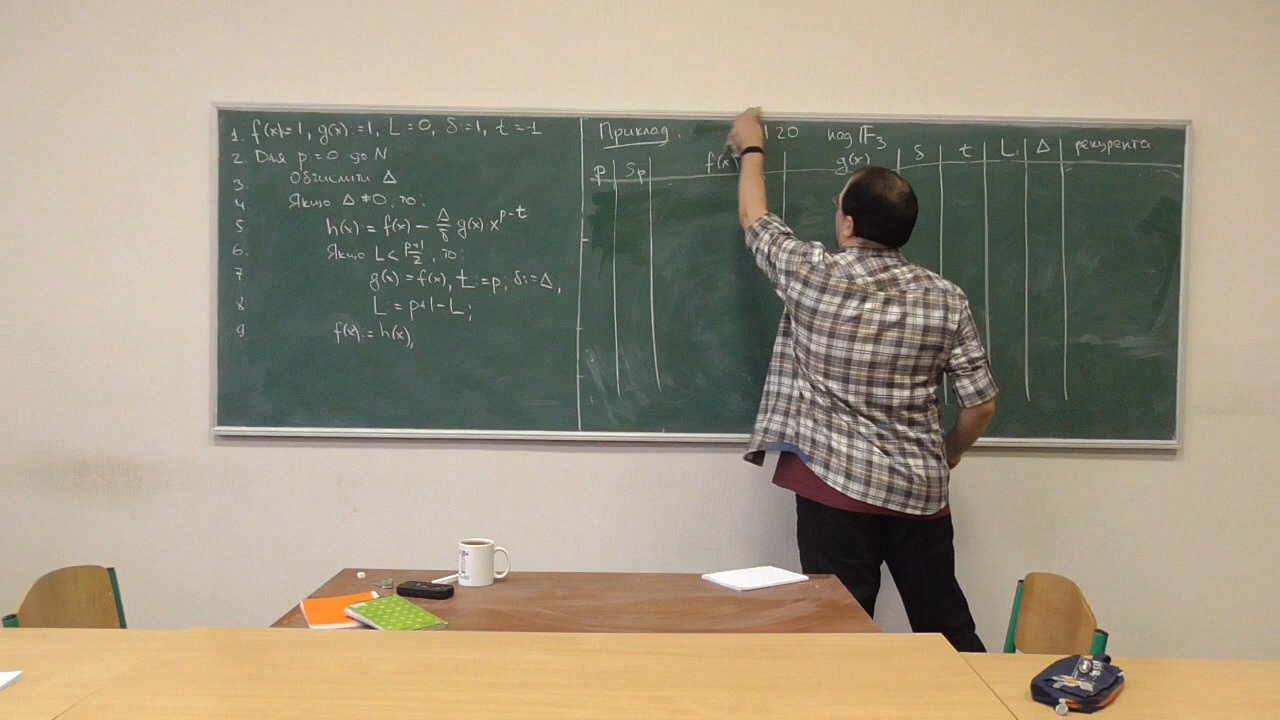 1. f(x):=1, g(x):=1, L:=0, δ:=1, t:=-1
2. Для p=0 до N
3. Обчислити Δ
4. Якщо Δ≠0, то:
5 h(x) = f(x) - Δ/δ g(x) x^{p-t}
6. Якщо L < (p+1)/2, то:
7 g(x) = f(x), t:=p; δ:=Δ,
8 L = p+1-L;
9 f(x):=h(x),
Приклад. 120 над 𝔽₃
p Sp f(x) g(x) δ t L Δ рекурента